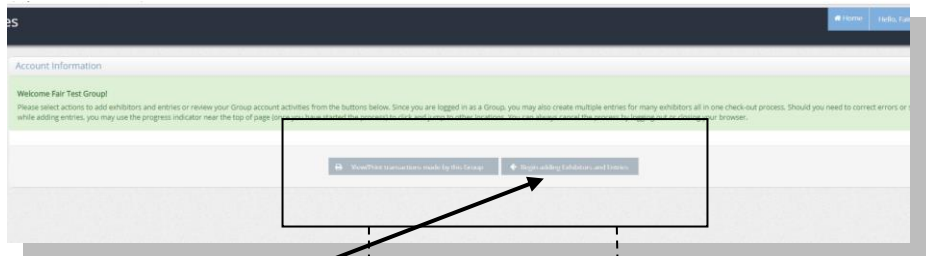 es
Home Hello, Fair
Account Information
Welcome Fair Test Group!
Please select actions to add exhibitors and entries or review your Group account activities from the buttons below. Since you are logged in as a Group, you may also create multiple entries for many exhibitors all in one check-out process. Should you need to correct errors or
while adding entries, you may use the progress indicator near the top of page (once you have started the process) to click and jump to other locations. You can always cancel the process by logging out or closing your browser.
View/Print transactions made by this Group Begin adding Exhibitors and Entries